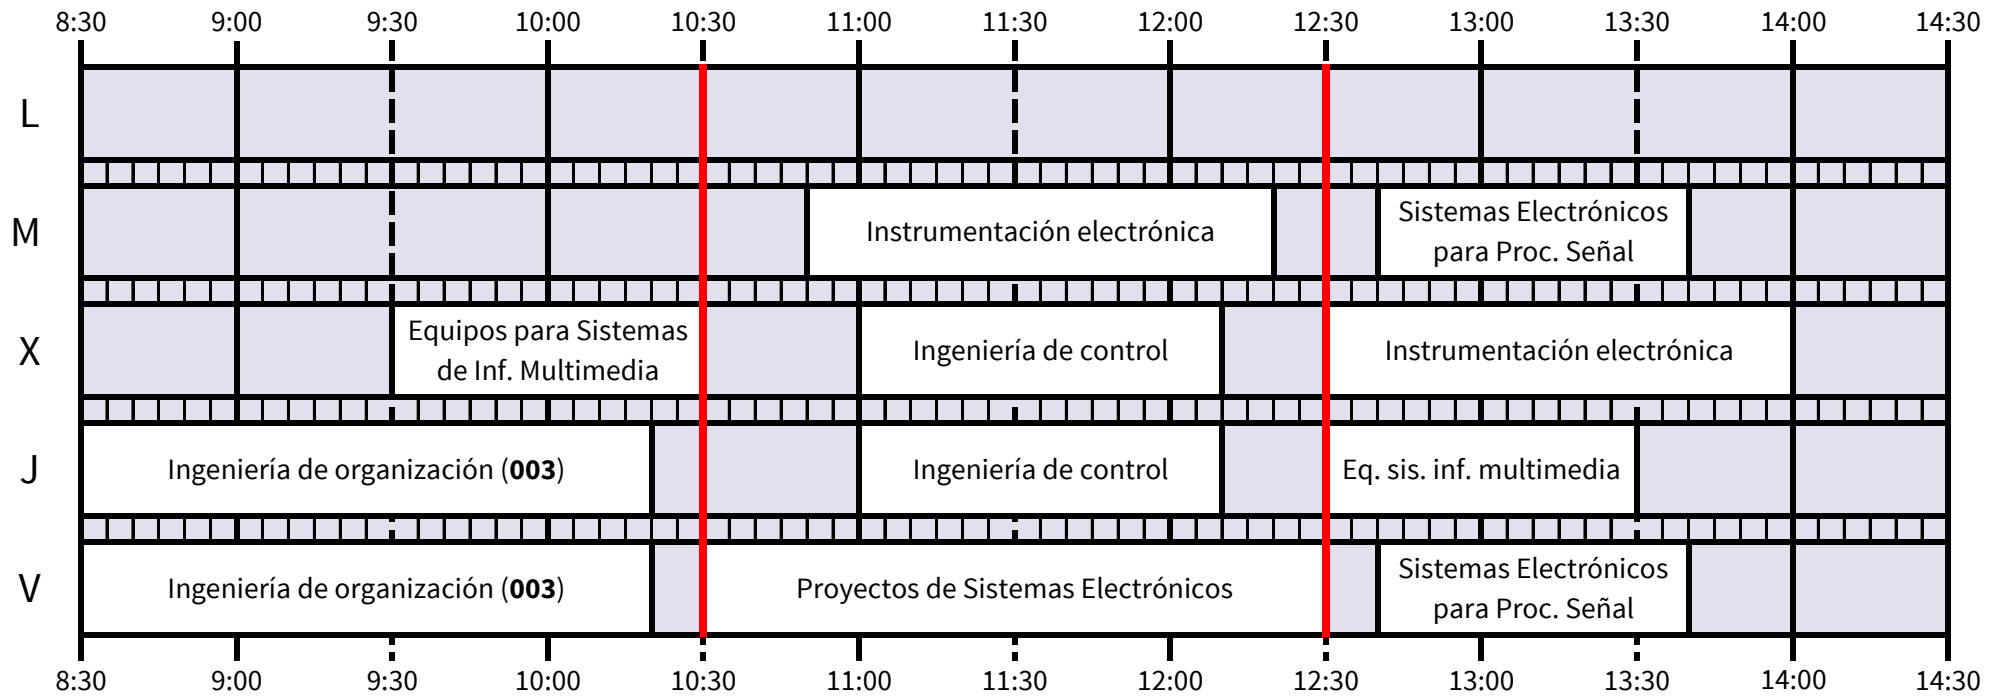 8:30 9:00 9:30 10:00 10:30 11:00 11:30 12:00 12:30 13:00 13:30 14:00 14:30
L
M
Instrumentación electrónica
Sistemas Electrónicos
para Proc. Señal
X
Equipos para Sistemas
de Inf. Multimedia
Ingeniería de control
Instrumentación electrónica
J
Ingeniería de organización (003)
Ingeniería de control
Eq. sis. inf. multimedia
V
Ingeniería de organización (003)
Proyectos de Sistemas Electrónicos
Sistemas Electrónicos
para Proc. Señal
8:30 9:00 9:30 10:00 10:30 11:00 11:30 12:00 12:30 13:00 13:30 14:00 14:30